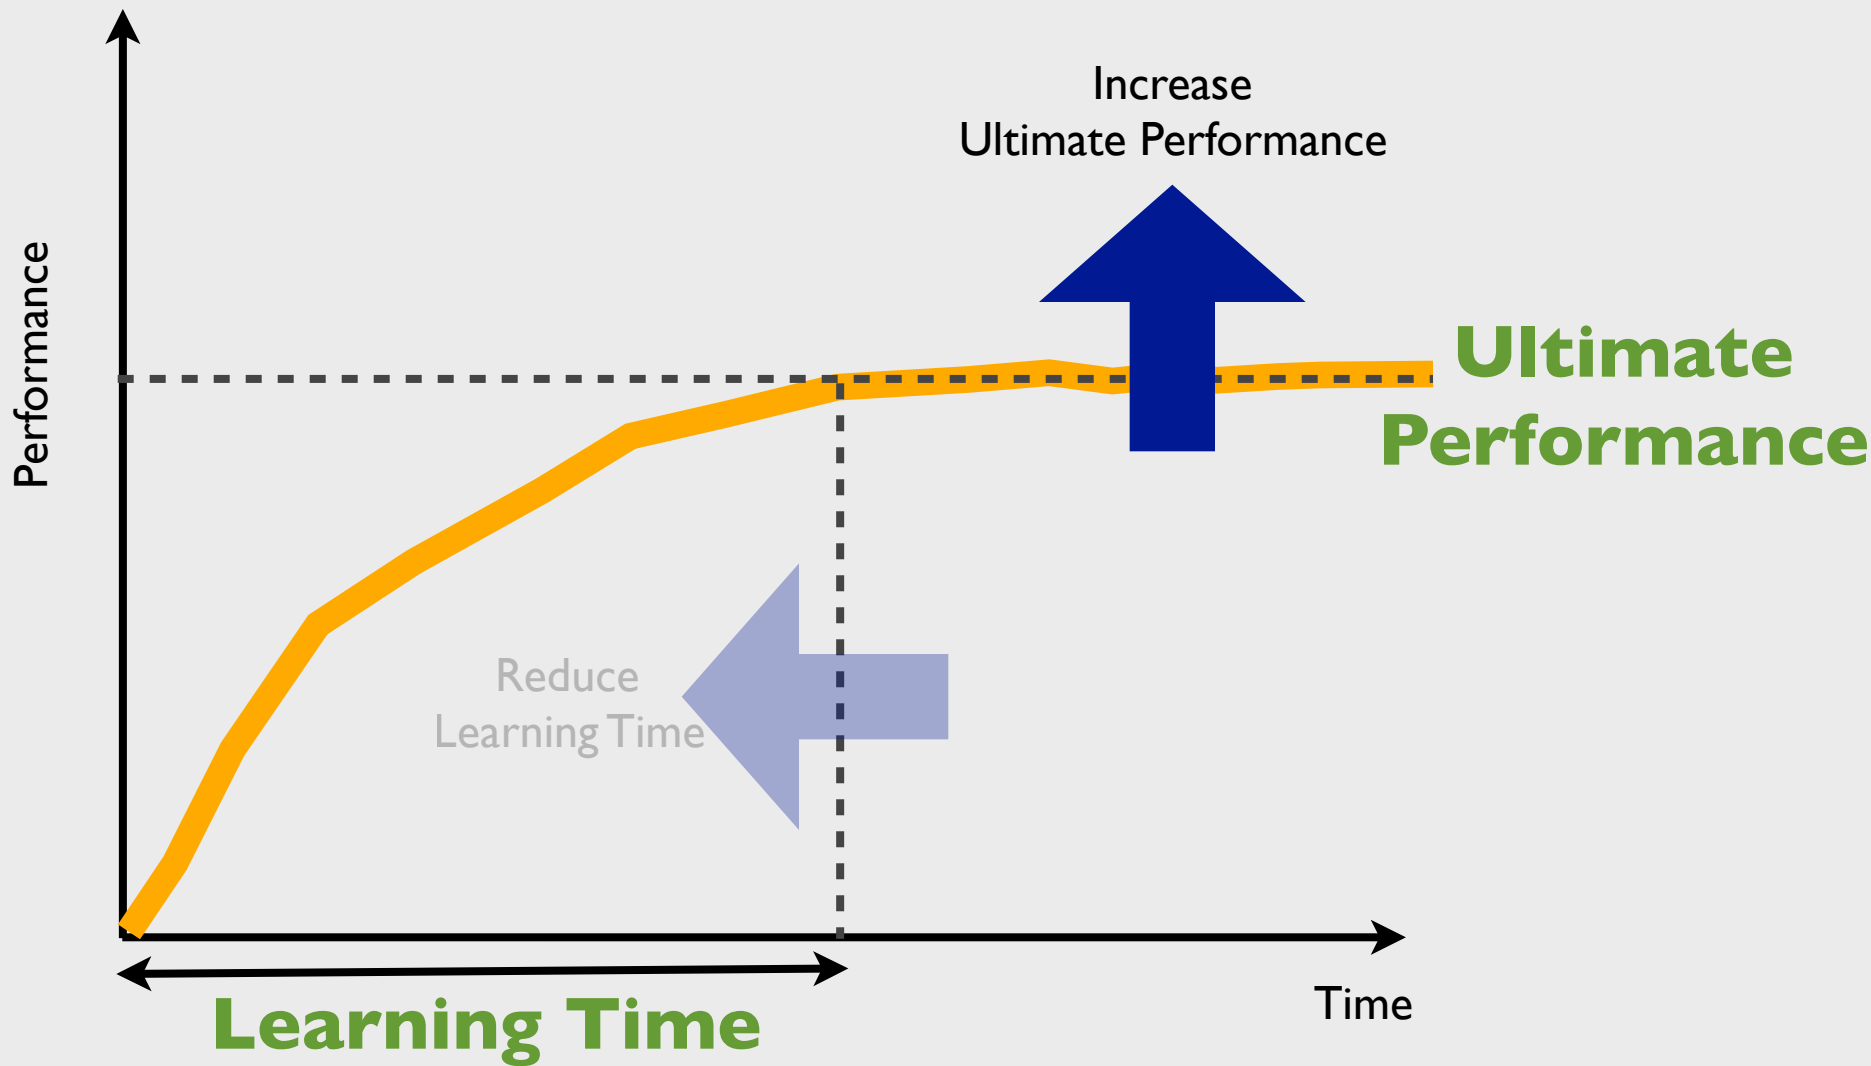 Increase
Ultimate Performance
Performance
Ultimate
Performance
Reduce
Learning Time
Time
Learning Time